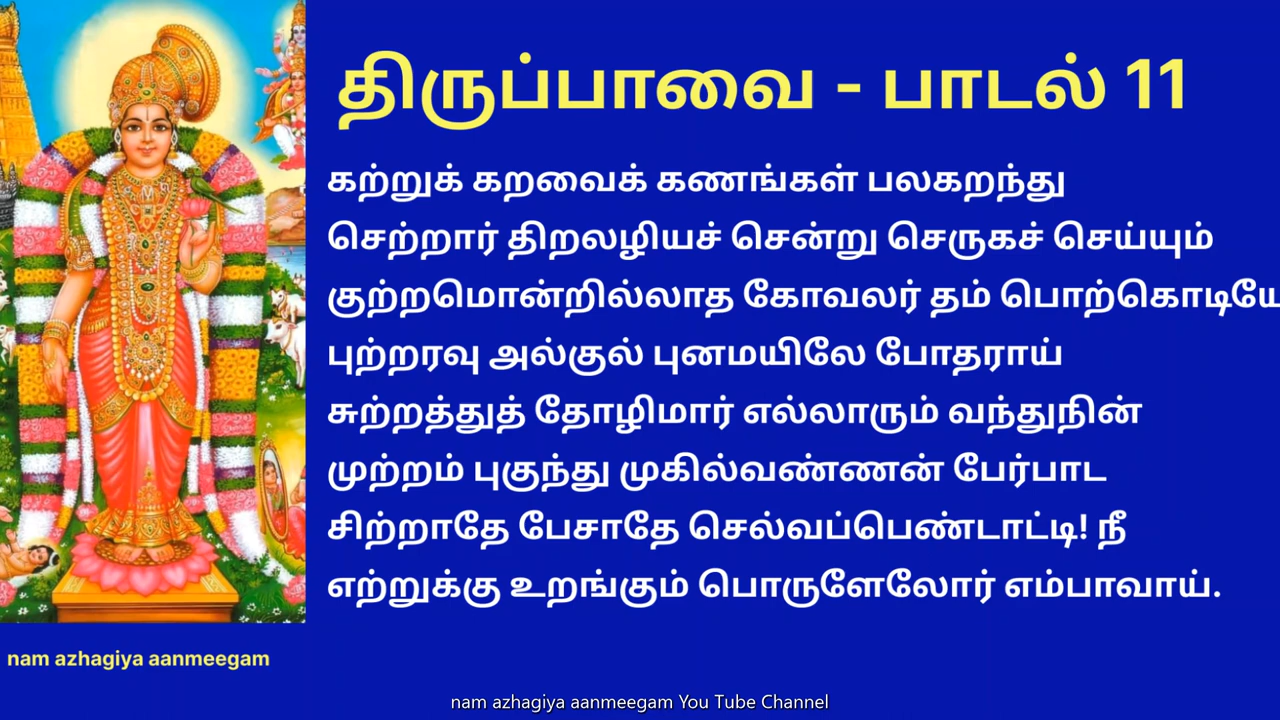 திருப்பாவை - பாடல் 11
கற்றுக் கறவைக் கணங்கள் பலகறந்து
செற்றார் திறலழியச் சென்று செருகச் செய்யும்
குற்றமொன்றில்லாத கோவலர் தம் பொற்கொடியே
புற்றரவு அல்குல் புனமயிலே போதராய்
சுற்றத்துத் தோழிமார் எல்லாரும் வந்துநின்
முற்றம் புகுந்து முகில்வண்ணன் பேர்பாட
சிற்றாதே பேசாதே செல்வப்பெண்டாட்டி! நீ
எற்றுக்கு உறங்கும் பொருளேலோர் எம்பாவாய்.
nam azhagiya aanmeegam
nam azhagiya aanmeegam You Tube Channel